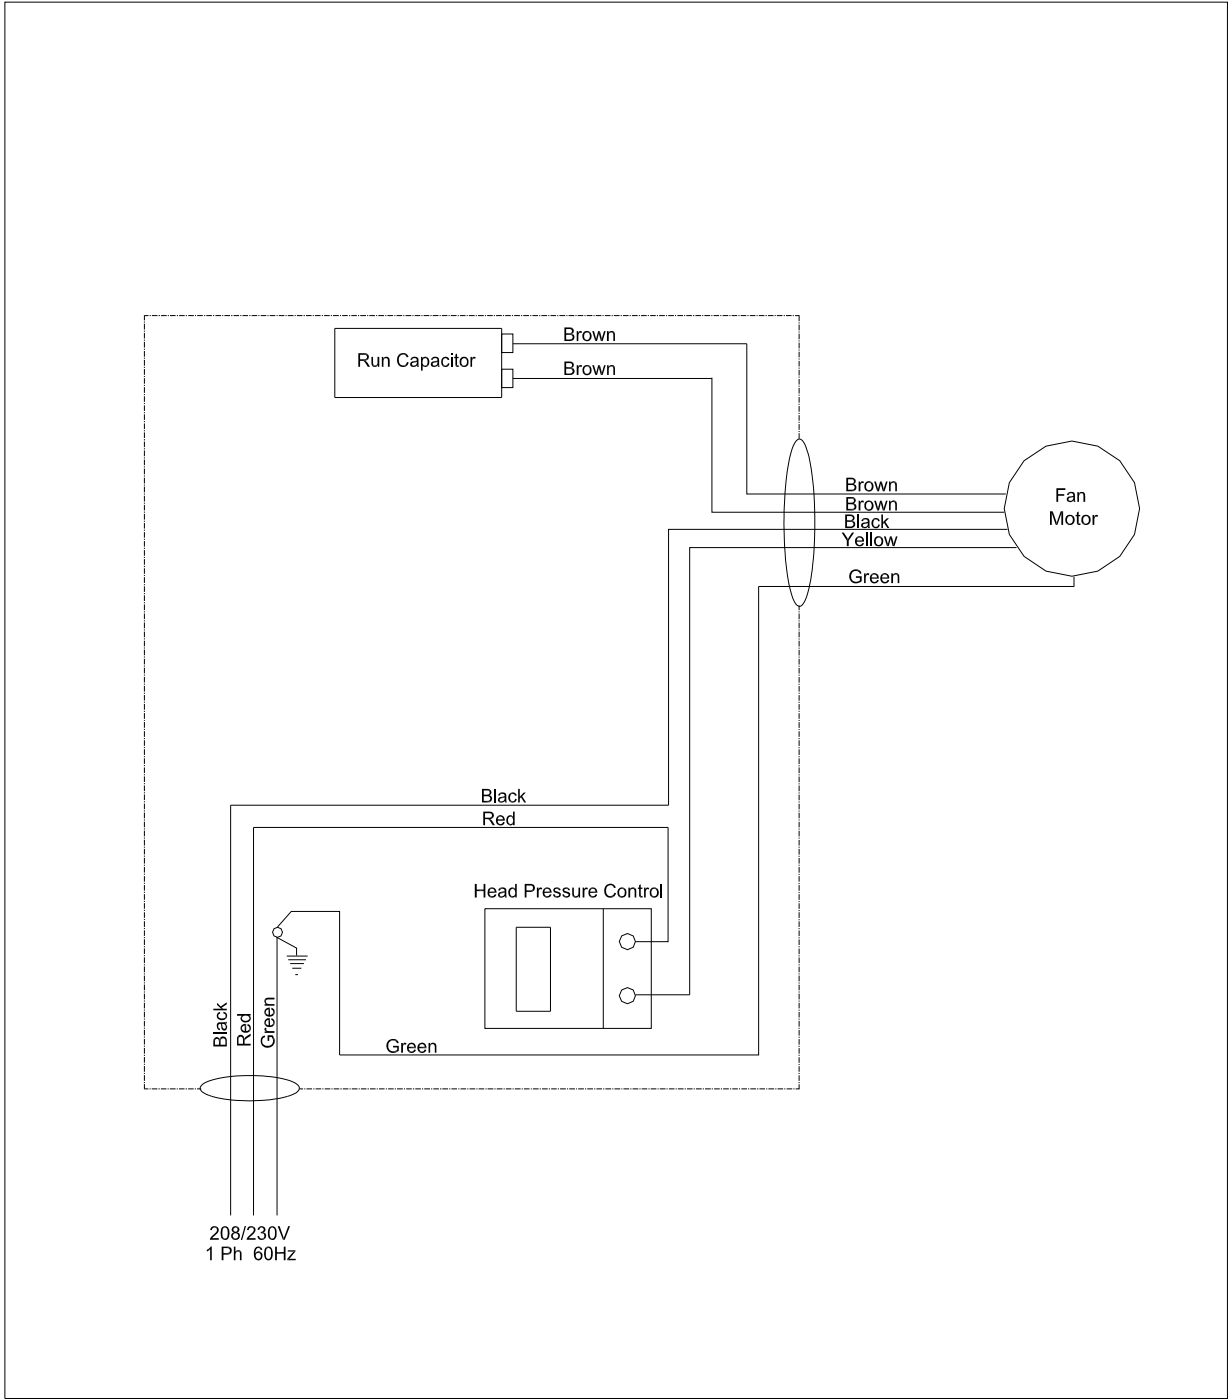 Brown
Run Capacitor
Brown
Brown
Fan
Motor
Brown
Black
Yellow
Green
Black
Red
Head Pressure Control
Black
Red
Green
Green
208/230V
1 Ph 60Hz